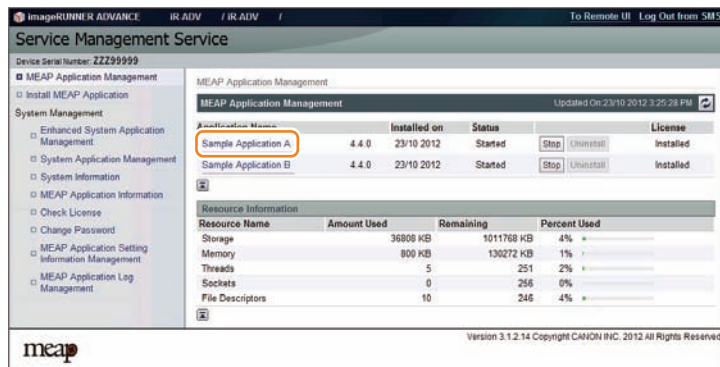 imageRUNNER ADVANCE iR-ADV / iR-ADV / To Remote UI Log Out from SMS
Service Management Service
Device Serial Number: ZZZ99999
MEAP Application Management
Install MEAP Application
System Management
Enhanced System Application
Management
System Application Management
System Information
MEAP Application Information
Check License
Change Password
MEAP Application Setting
Information Management
MEAP Application Log
Management
MEAP Application Management
MEAP Application Management Updated On:23/10 2012 3:25:28 PM
Application Name Installed on Status License
Sample Application A 4.4.0 23/10 2012 Started Stop Uninstall Installed
Sample Application B 4.4.0 23/10 2012 Started Stop Uninstall Installed
Resource Information
Resource Name Amount Used Remaining Percent Used
Storage 36808 KB 1011768 KB 4%
Memory 800 KB 130272 KB 1%
Threads 5 251 2%
Sockets 0 256 0%
File Descriptors 10 246 4%
Version 3.1.2.14 Copyright CANON INC. 2012 All Rights Reserved
meap